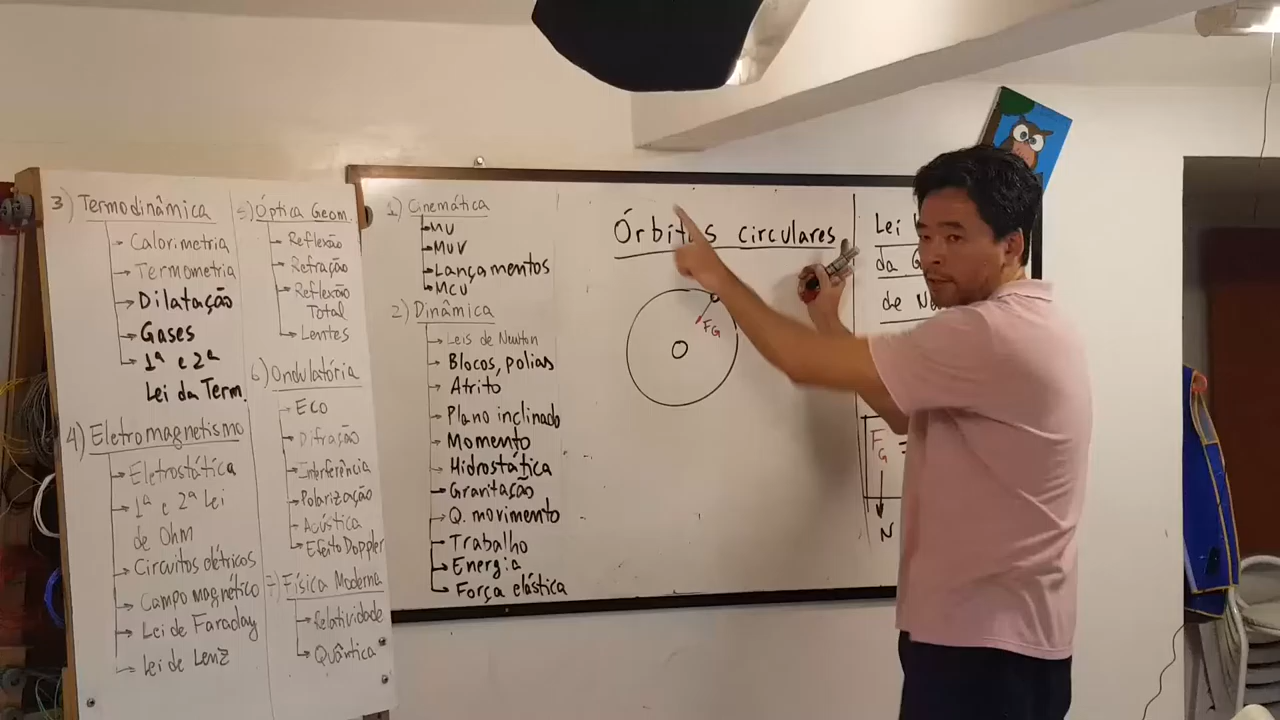 3) Termodinâmica
Calorimetria
Termometria
Dilatação
Gases
1ª e 2ª
Lei da Term.
4) Eletromagnetismo
Eletrostática
1ª e 2ª Lei
de Ohm
Circuitos elétricos
Campo magnético
Lei de Faraday
Lei de Lenz
5) Óptica Geom.
Reflexão
Refração
Reflexão
Total
Lentes
6) Ondulatória
Eco
Difração
Interferência
Polarização
Acústica
Efeito Doppler
7) Física Moderna
Relatividade
Quântica
1) Cinemática
MU
MUV
Lançamentos
MCU
2) Dinâmica
Leis de Newton
Blocos, polias
Atrito
Plano inclinado
Momento
Hidrostática
Gravitação
Q. movimento
Trabalho
Energia
Força elástica
Órbitas circulares
FG
Lei
da G
de N
FG =
N